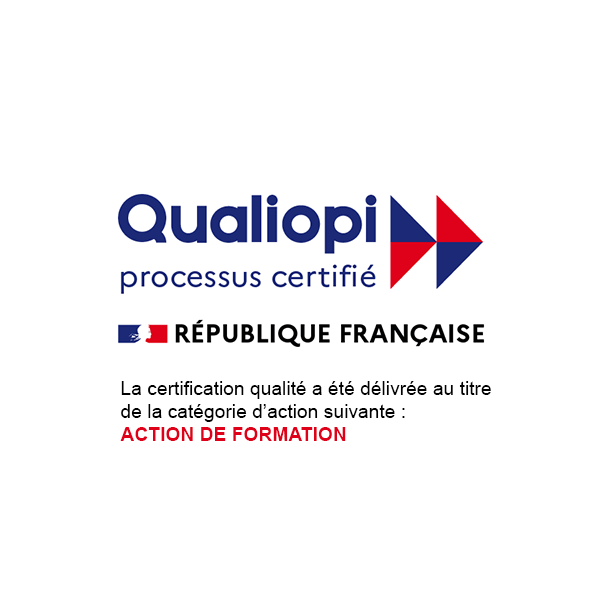 Qualiopi
processus certifié
RÉPUBLIQUE FRANÇAISE
La certification qualité a été délivrée au titre
de la catégorie d’action suivante :
ACTION DE FORMATION